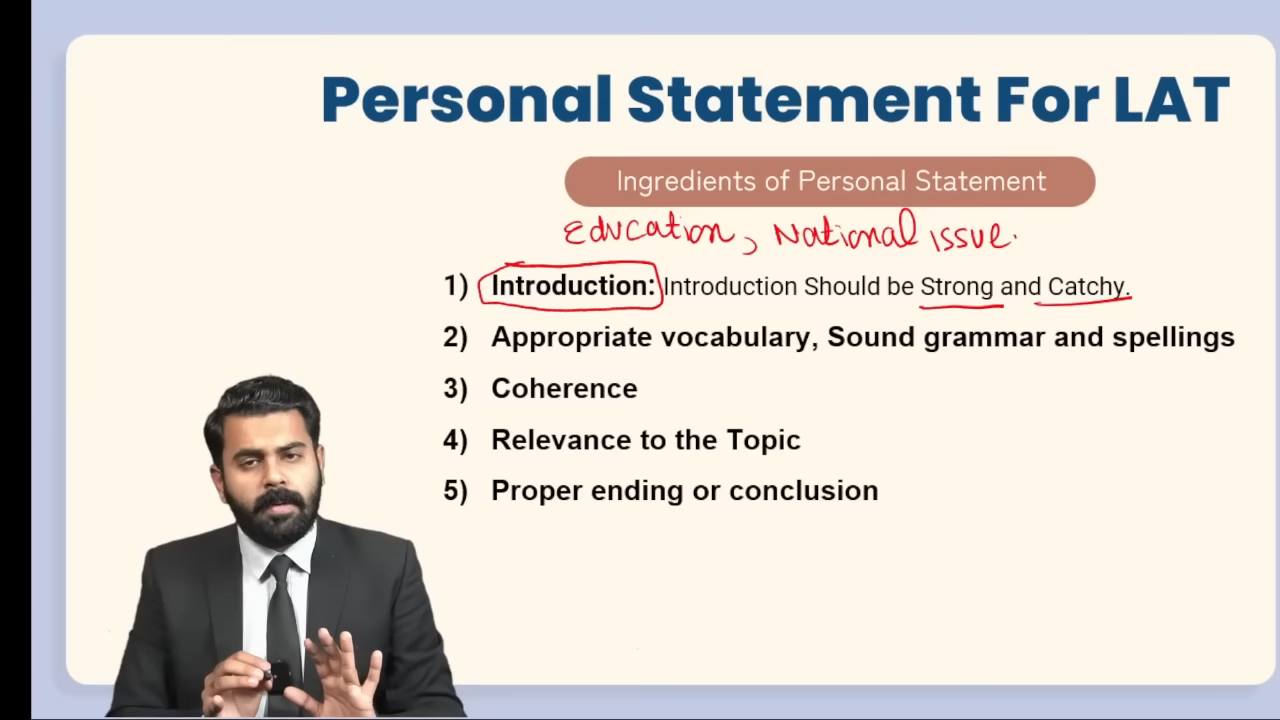 Personal Statement For LAT
Ingredients of Personal Statement
Education, National issue.
1) Introduction: Introduction Should be Strong and Catchy.
2) Appropriate vocabulary, Sound grammar and spellings
3) Coherence
4) Relevance to the Topic
5) Proper ending or conclusion